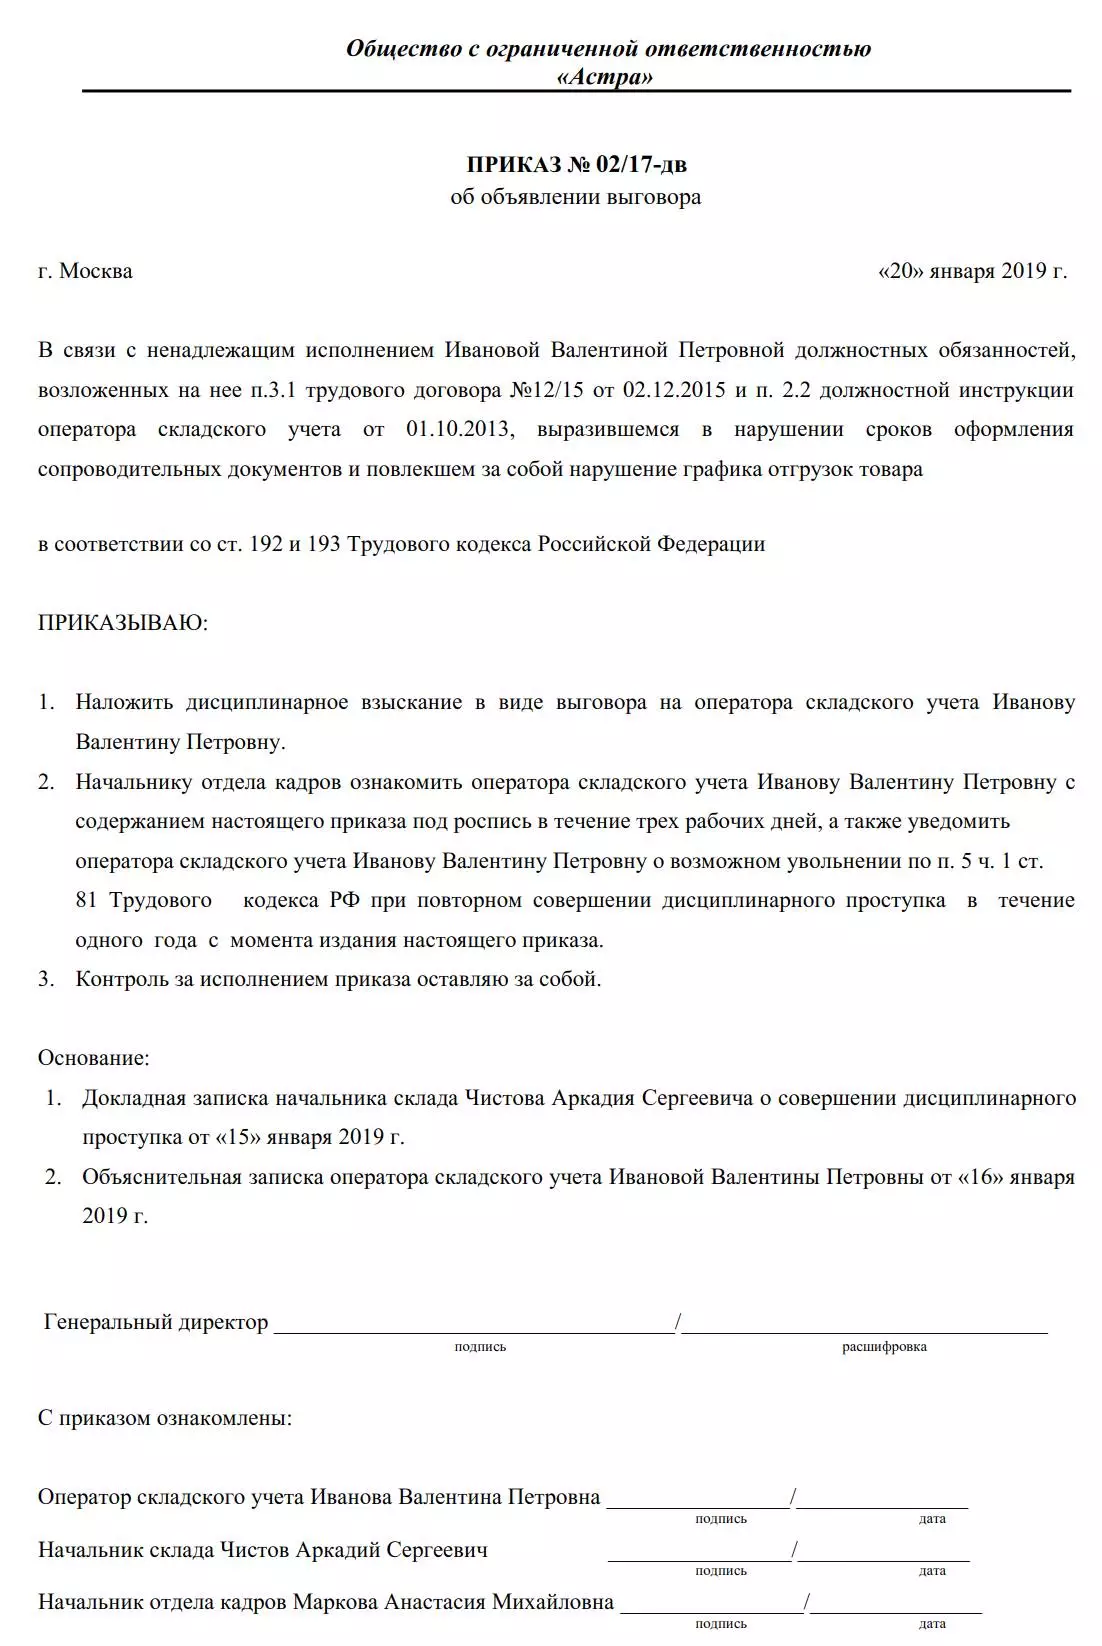 Общество с ограниченной ответственностью
«Астра»
ПРИКАЗ № 02/17-дв
об объявлении выговора
г. Москва «20» января 2019 г.
В связи с ненадлежащим исполнением Ивановой Валентиной Петровной должностных обязанностей,
возложенных на нее п.3.1 трудового договора №12/15 от 02.12.2015 и п. 2.2 должностной инструкции
оператора складского учета от 01.10.2013, выразившемся в нарушении сроков оформления
сопроводительных документов и повлекшем за собой нарушение графика отгрузок товара
в соответствии со ст. 192 и 193 Трудового кодекса Российской Федерации
ПРИКАЗЫВАЮ:
1. Наложить дисциплинарное взыскание в виде выговора на оператора складского учета Иванову
Валентину Петровну.
2. Начальнику отдела кадров ознакомить оператора складского учета Иванову Валентину Петровну с
содержанием настоящего приказа под роспись в течение трех рабочих дней, а также уведомить
оператора складского учета Иванову Валентину Петровну о возможном увольнении по п. 5 ч. 1 ст.
81 Трудового кодекса РФ при повторном совершении дисциплинарного проступка в течение
одного года с момента издания настоящего приказа.
3. Контроль за исполнением приказа оставляю за собой.
Основание:
1. Докладная записка начальника склада Чистова Аркадия Сергеевича о совершении дисциплинарного
проступка от «15» января 2019 г.
2. Объяснительная записка оператора складского учета Ивановой Валентины Петровны от «16» января
2019 г.
Генеральный директор ____________________/____________________
подпись расшифровка
С приказом ознакомлены:
Оператор складского учета Иванова Валентина Петровна ________________/_______________
подпись дата
Начальник склада Чистов Аркадий Сергеевич ________________/_______________
подпись дата
Начальник отдела кадров Маркова Анастасия Михайловна ________________/_______________
подпись дата